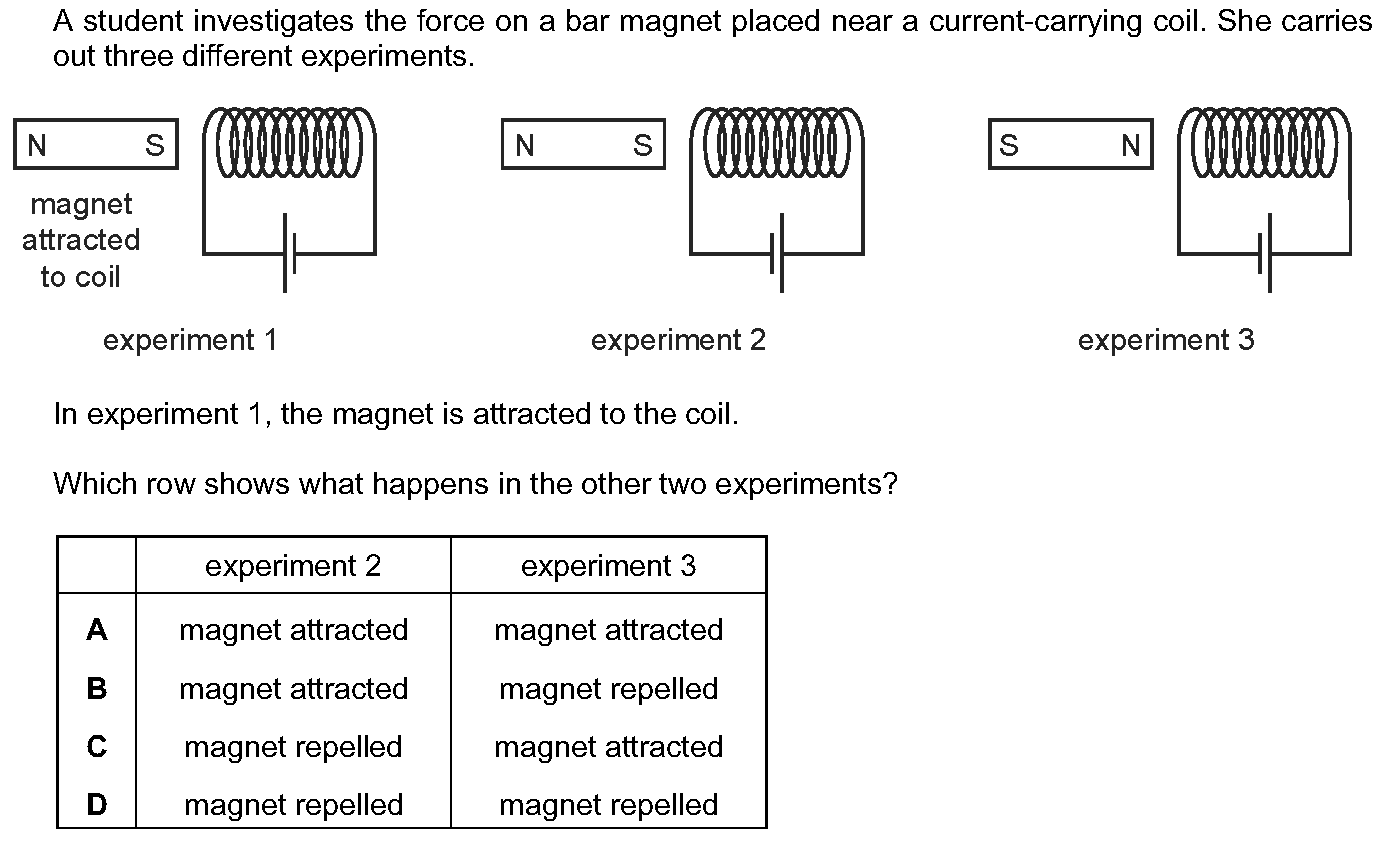 A student investigates the force on a bar magnet placed near a current-carrying coil. She carries
out three different experiments.
N S
N S
S N
magnet
attracted
to coil
experiment 1
experiment 2
experiment 3
In experiment 1, the magnet is attracted to the coil.
Which row shows what happens in the other two experiments?
experiment 2 experiment 3
A magnet attracted magnet attracted
B magnet attracted magnet repelled
C magnet repelled magnet attracted
D magnet repelled magnet repelled